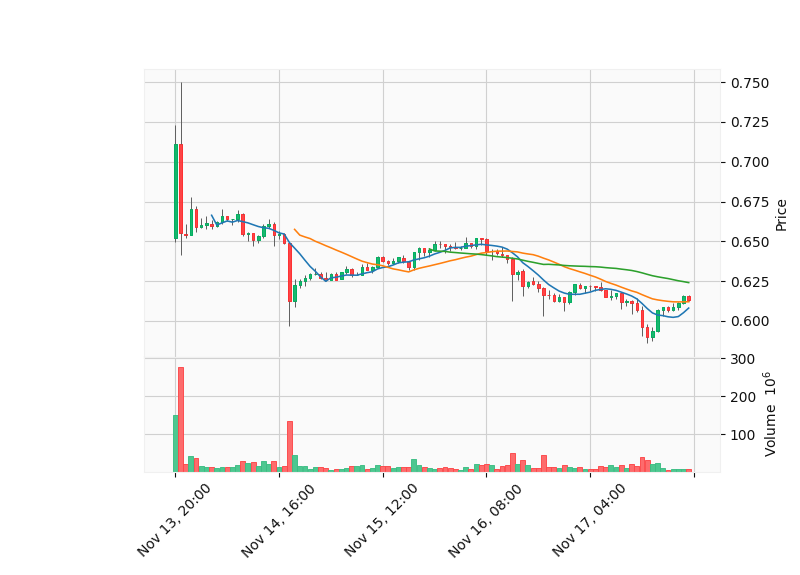 0.750
0.725
0.700
0.675
0.650
0.625
0.600
Price
300
200
100
Volume 10⁶
Nov 13, 20:00
Nov 14, 16:00
Nov 15, 12:00
Nov 16, 08:00
Nov 17, 04:00